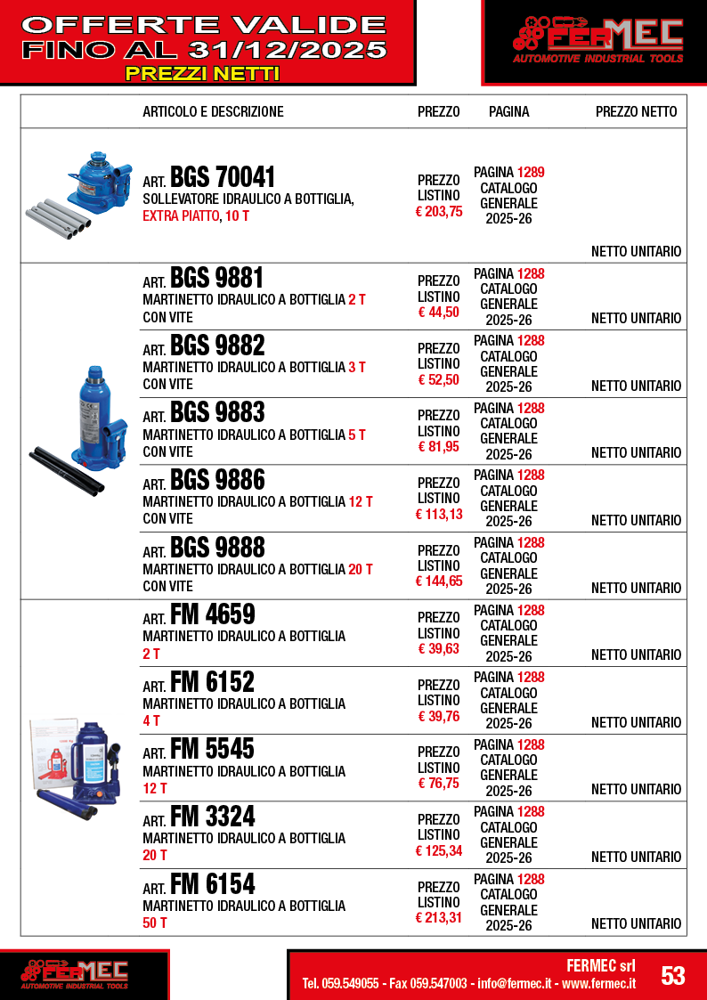 OFFERTE VALIDE
FINO AL 31/12/2025
PREZZI NETTI
FERMEC
AUTOMOTIVE INDUSTRIAL TOOLS
ARTICOLO E DESCRIZIONE PREZZO PAGINA PREZZO NETTO
ART. BGS 70041
SOLLEVATORE IDRAULICO A BOTTIGLIA,
EXTRA PIATTO, 10 T
PREZZO
LISTINO
€ 203,75
PAGINA 1289
CATALOGO
GENERALE
2025-26
NETTO UNITARIO
ART. BGS 9881
MARTINETTO IDRAULICO A BOTTIGLIA 2 T
CON VITE
PREZZO
LISTINO
€ 44,50
PAGINA 1288
CATALOGO
GENERALE
2025-26
NETTO UNITARIO
ART. BGS 9882
MARTINETTO IDRAULICO A BOTTIGLIA 3 T
CON VITE
PREZZO
LISTINO
€ 52,50
PAGINA 1288
CATALOGO
GENERALE
2025-26
NETTO UNITARIO
ART. BGS 9883
MARTINETTO IDRAULICO A BOTTIGLIA 5 T
CON VITE
PREZZO
LISTINO
€ 81,95
PAGINA 1288
CATALOGO
GENERALE
2025-26
NETTO UNITARIO
ART. BGS 9886
MARTINETTO IDRAULICO A BOTTIGLIA 12 T
CON VITE
PREZZO
LISTINO
€ 113,13
PAGINA 1288
CATALOGO
GENERALE
2025-26
NETTO UNITARIO
ART. BGS 9888
MARTINETTO IDRAULICO A BOTTIGLIA 20 T
CON VITE
PREZZO
LISTINO
€ 144,65
PAGINA 1288
CATALOGO
GENERALE
2025-26
NETTO UNITARIO
ART. FM 4659
MARTINETTO IDRAULICO A BOTTIGLIA
2 T
PREZZO
LISTINO
€ 39,63
PAGINA 1288
CATALOGO
GENERALE
2025-26
NETTO UNITARIO
ART. FM 6152
MARTINETTO IDRAULICO A BOTTIGLIA
4 T
PREZZO
LISTINO
€ 39,76
PAGINA 1288
CATALOGO
GENERALE
2025-26
NETTO UNITARIO
ART. FM 5545
MARTINETTO IDRAULICO A BOTTIGLIA
12 T
PREZZO
LISTINO
€ 76,75
PAGINA 1288
CATALOGO
GENERALE
2025-26
NETTO UNITARIO
ART. FM 3324
MARTINETTO IDRAULICO A BOTTIGLIA
20 T
PREZZO
LISTINO
€ 125,34
PAGINA 1288
CATALOGO
GENERALE
2025-26
NETTO UNITARIO
ART. FM 6154
MARTINETTO IDRAULICO A BOTTIGLIA
50 T
PREZZO
LISTINO
€ 213,31
PAGINA 1288
CATALOGO
GENERALE
2025-26
NETTO UNITARIO
FERMEC
AUTOMOTIVE INDUSTRIAL TOOLS
FERMEC srl
Tel. 059.549055 - Fax 059.547003 - info@fermec.it - www.fermec.it
53